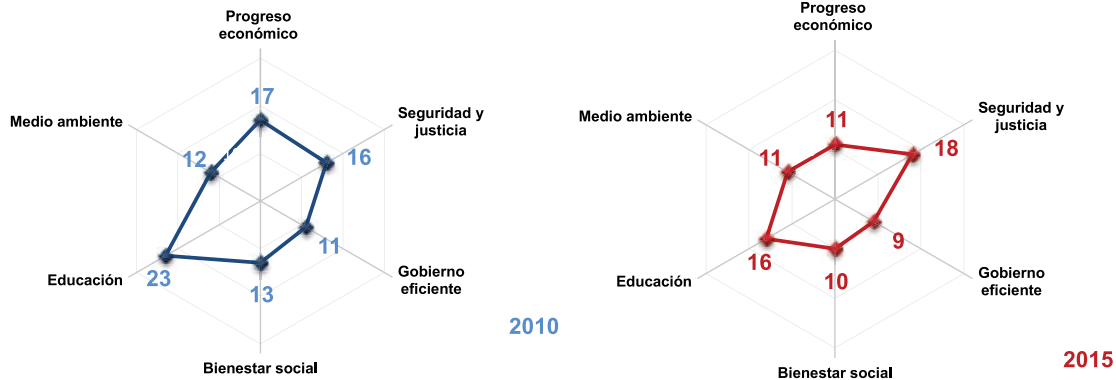 Progreso
económico
17
Seguridad y
justicia
16
Medio ambiente
12
11
Gobierno
eficiente
Educación
23
13
Bienestar social
2010
Progreso
económico
11
Seguridad y
justicia
18
Medio ambiente
11
9
Gobierno
eficiente
Educación
16
10
Bienestar social
2015